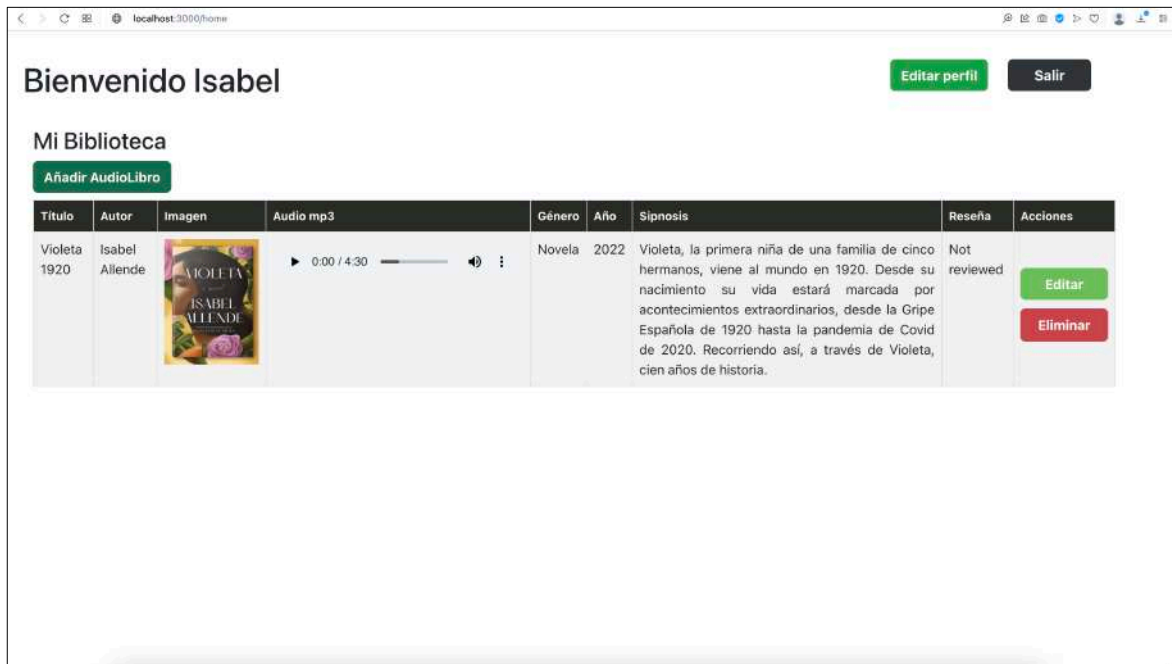 localhost:3000/home
Bienvenido Isabel
Editar perfil
Salir
Mi Biblioteca
Añadir AudioLibro
Título Autor Imagen Audio mp3 Género Año Sipnosis Reseña Acciones
Violeta 1920
Isabel Allende
VIOLETA
ISABEL
ALLENDE
0:00 / 4:30
Novela
2022
Violeta, la primera niña de una familia de cinco
hermanos, viene al mundo en 1920. Desde su
nacimiento su vida estará marcada por
acontecimientos extraordinarios, desde la Gripe
Española de 1920 hasta la pandemia de Covid
de 2020. Recorriendo así, a través de Violeta,
cien años de historia.
Not
reviewed
Editar
Eliminar